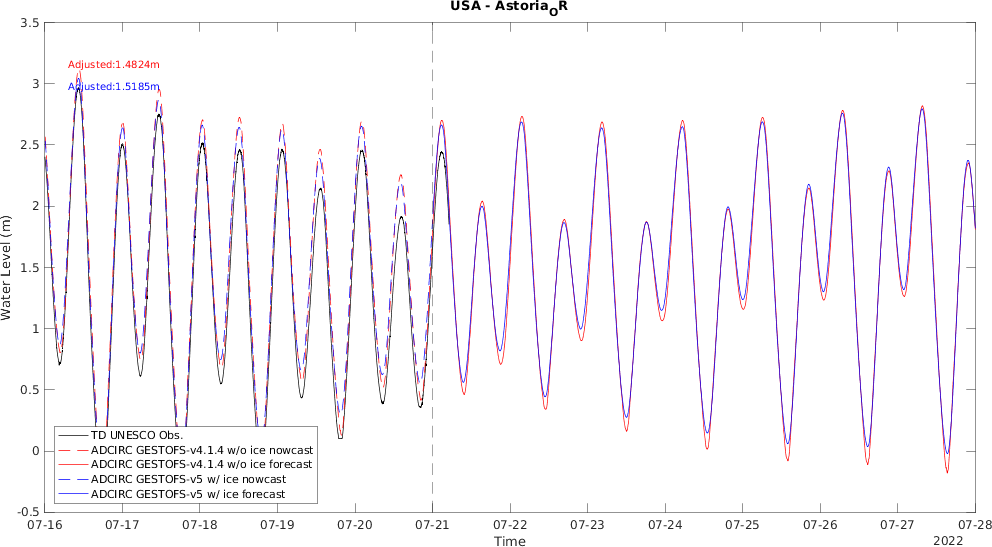 USA - Astoria_OR
Adjusted:1.4824m
Adjusted:1.5185m
Water Level (m)
3.5
3
2.5
2
1.5
1
0.5
0
-0.5
TD UNESCO Obs.
ADCIRC GESTOFS-v4.1.4 w/o ice nowcast
ADCIRC GESTOFS-v4.1.4 w/o ice forecast
ADCIRC GESTOFS-v5 w/ ice nowcast
ADCIRC GESTOFS-v5 w/ ice forecast
07-16 07-17 07-18 07-19 07-20 07-21 07-22 07-23 07-24 07-25 07-26 07-27 07-28
Time
2022